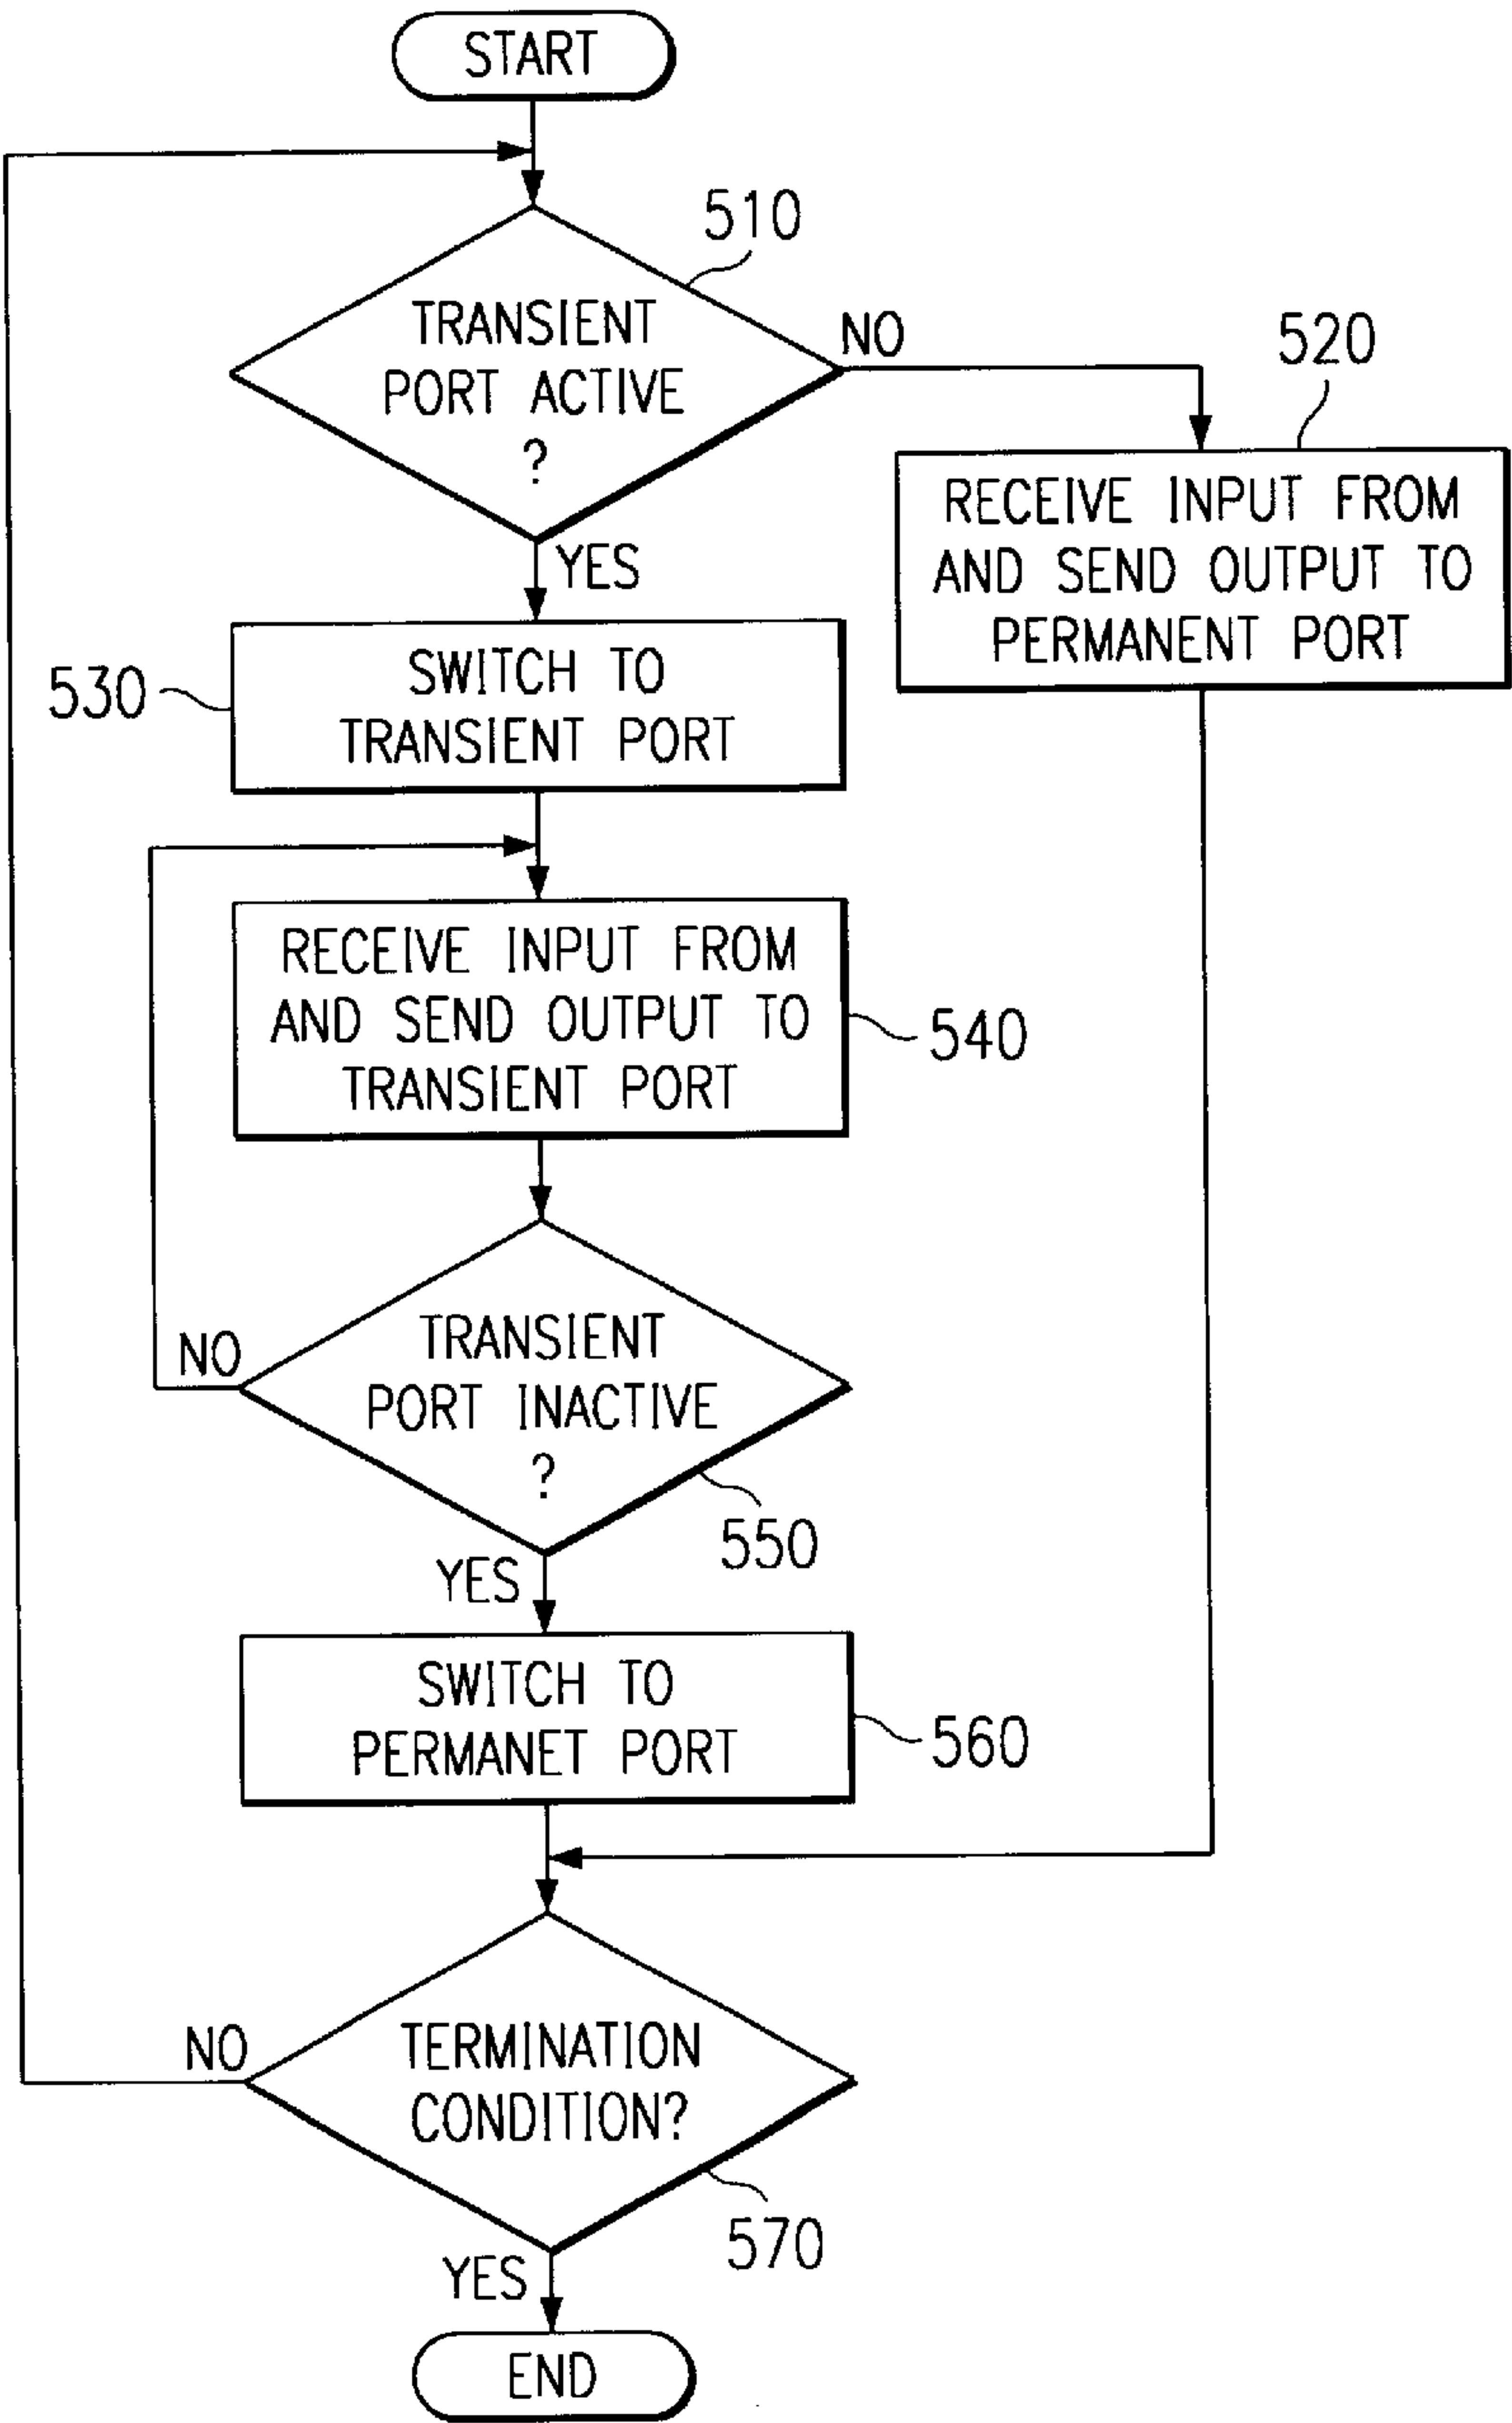 START
510
TRANSIENT
PORT ACTIVE
?
NO
520
RECEIVE INPUT FROM
AND SEND OUTPUT TO
PERMANENT PORT
YES
530
SWITCH TO
TRANSIENT PORT
RECEIVE INPUT FROM
AND SEND OUTPUT TO
TRANSIENT PORT
540
NO
TRANSIENT
PORT INACTIVE
?
550
YES
SWITCH TO
PERMANET PORT
560
NO
TERMINATION
CONDITION?
570
YES
END